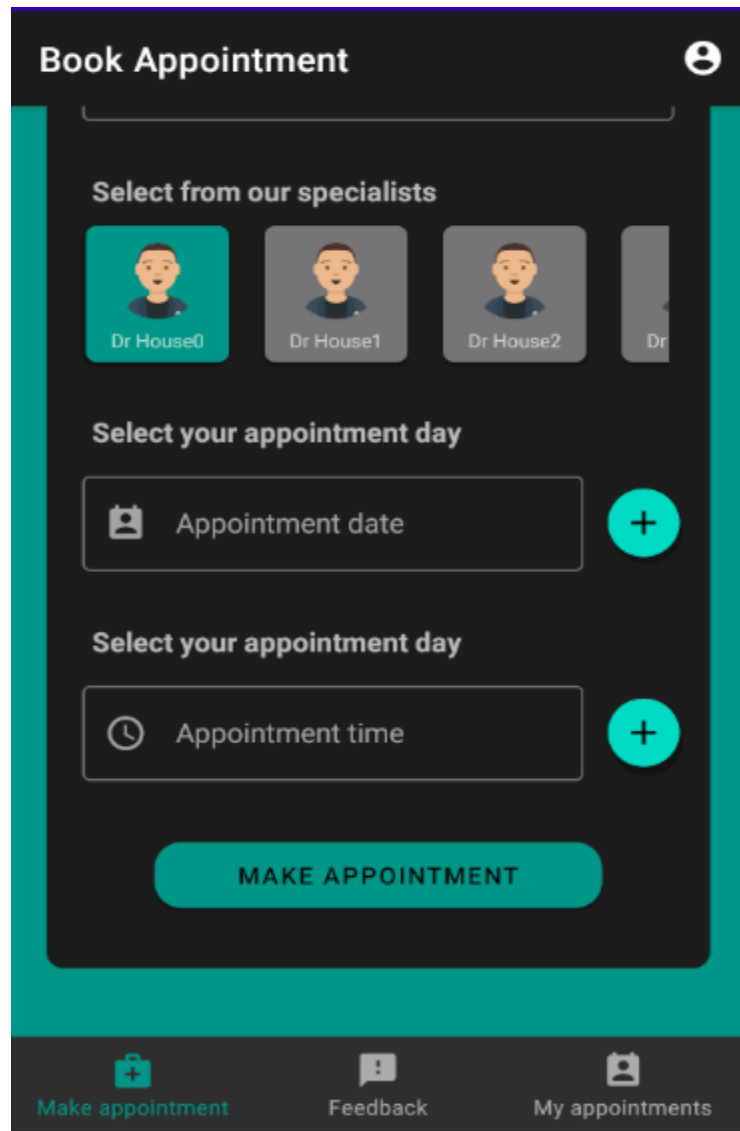 Book Appointment
Select from our specialists
Dr House0 Dr House1 Dr House2 Dr
Select your appointment day
Appointment date
Select your appointment day
Appointment time
MAKE APPOINTMENT
Make appointment Feedback My appointments